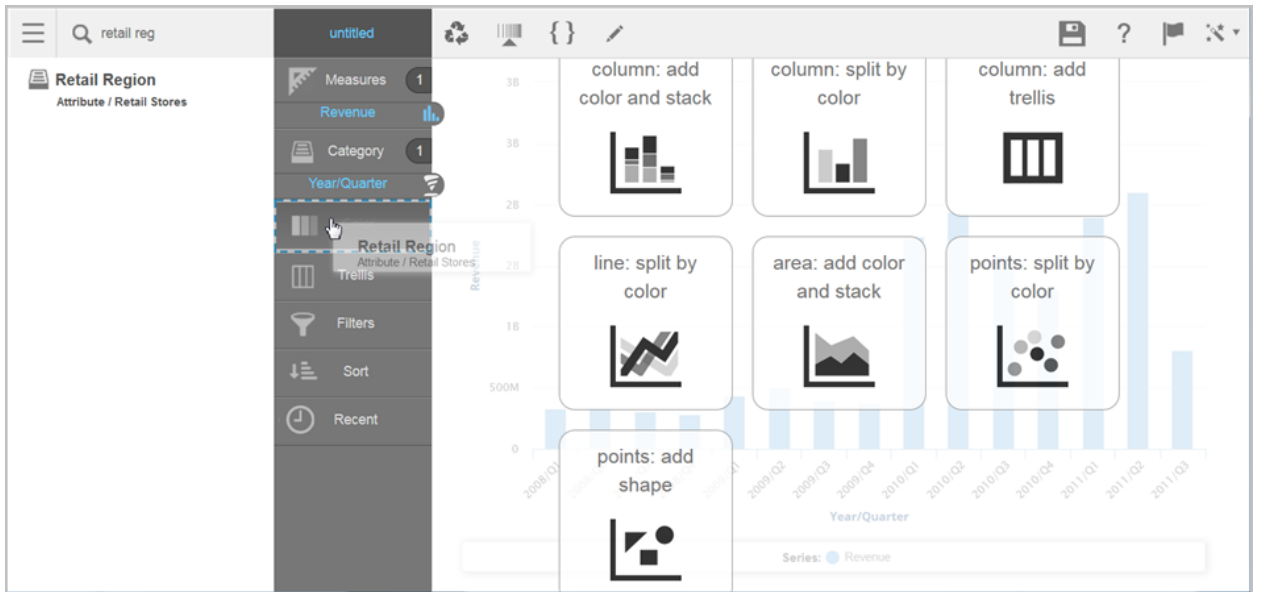 retail reg
Retail Region
Attribute / Retail Stores
untitled
Measures
1
Revenue
Category
1
Year/Quarter
Retail Region
Attribute / Retail Stores
Trellis
Filters
Sort
Recent
{ }
?
column: add
color and stack
column: split by
color
column: add
trellis
line: split by
color
area: add color
and stack
points: split by
color
points: add
shape
3B
3B
2B
2B
1B
500M
0
Revenue
2008/Q1
2009/Q1
2009/Q2
2009/Q3
2009/Q4
2010/Q1
2010/Q2
2010/Q3
2010/Q4
2011/Q1
2011/Q2
2011/Q3
Year/Quarter
Series: Revenue